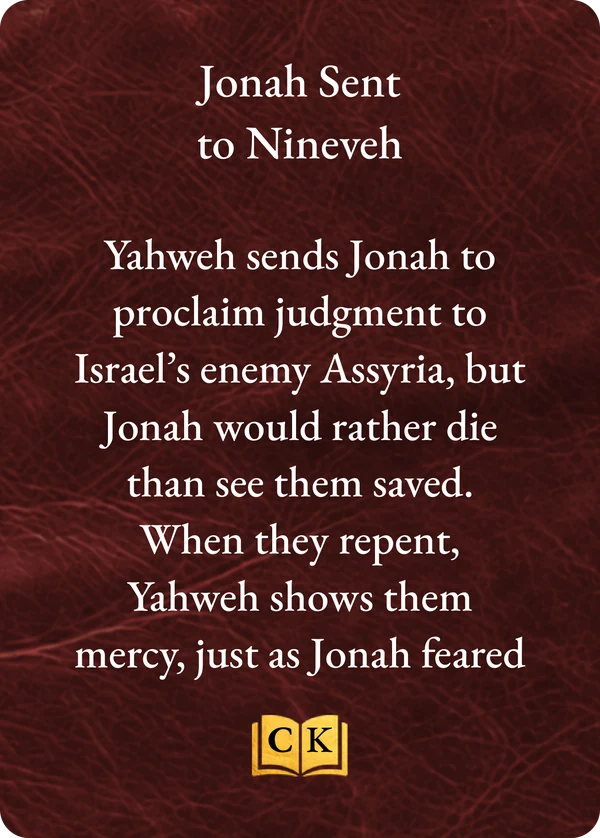 Jonah Sent
to Nineveh
Yahweh sends Jonah to
proclaim judgment to
Israel’s enemy Assyria, but
Jonah would rather die
than see them saved.
When they repent,
Yahweh shows them
mercy, just as Jonah feared
C K